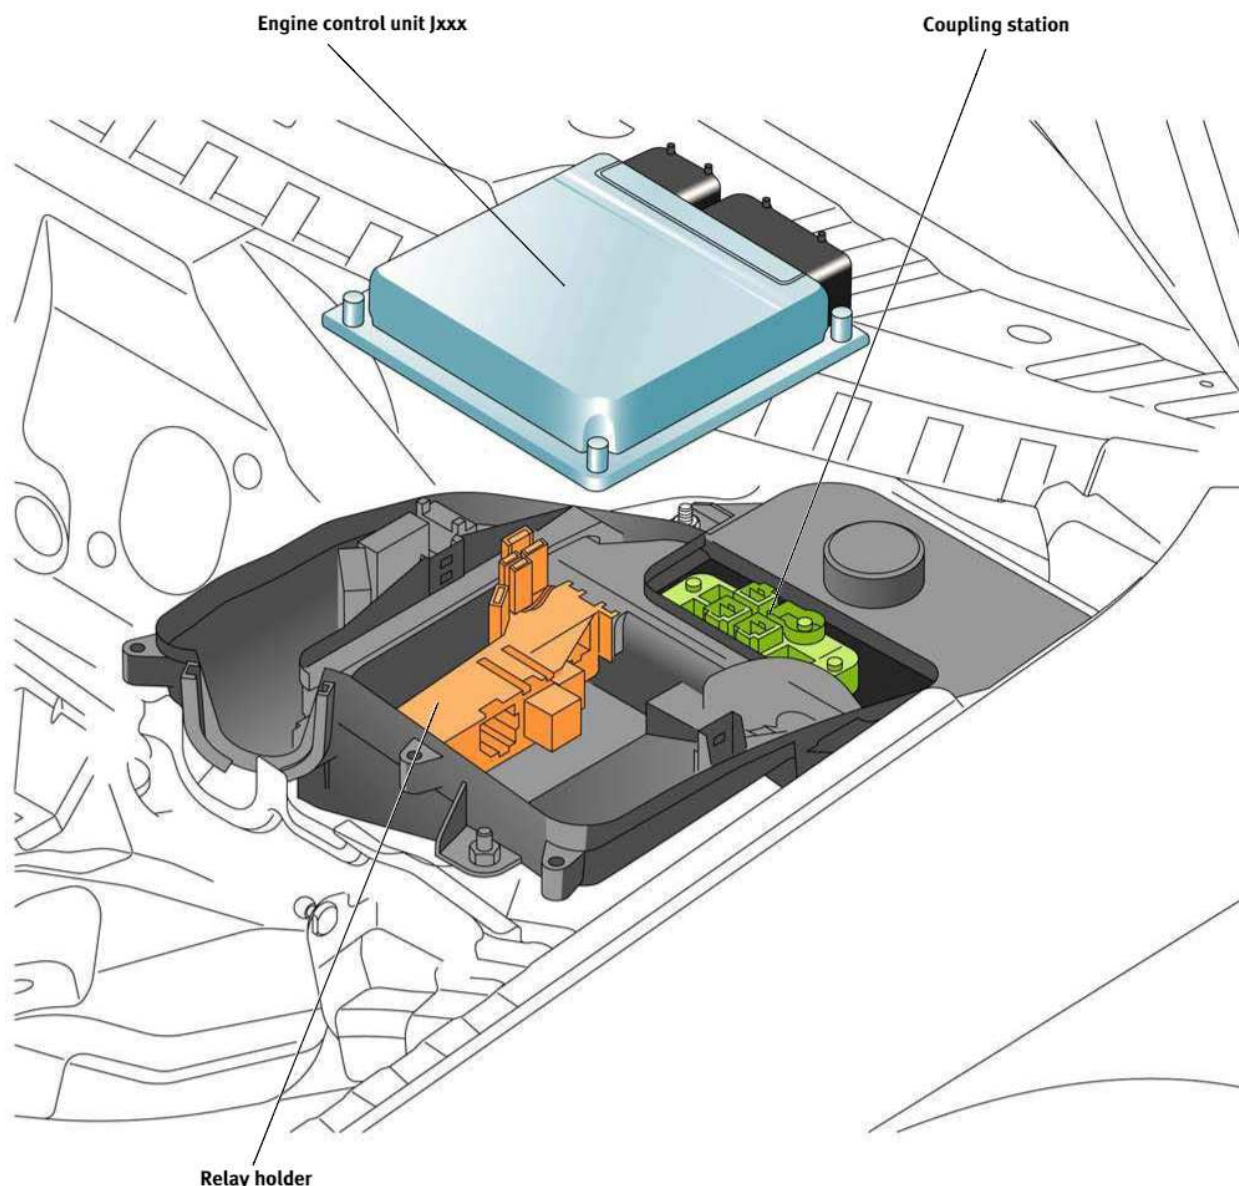 Engine control unit Jxxx
Coupling station
Relay holder